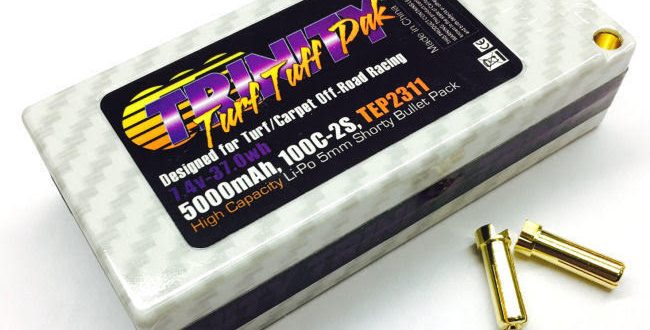 TRINITY
Turf Tuff Pak
Designed for Turf/Carpet Off-Road Racing
7.4v-37.0wh
5000mAh, 100C-2S, TEP2311
High Capacity Li-Po 5mm Shorty Bullet Pack
Made in China